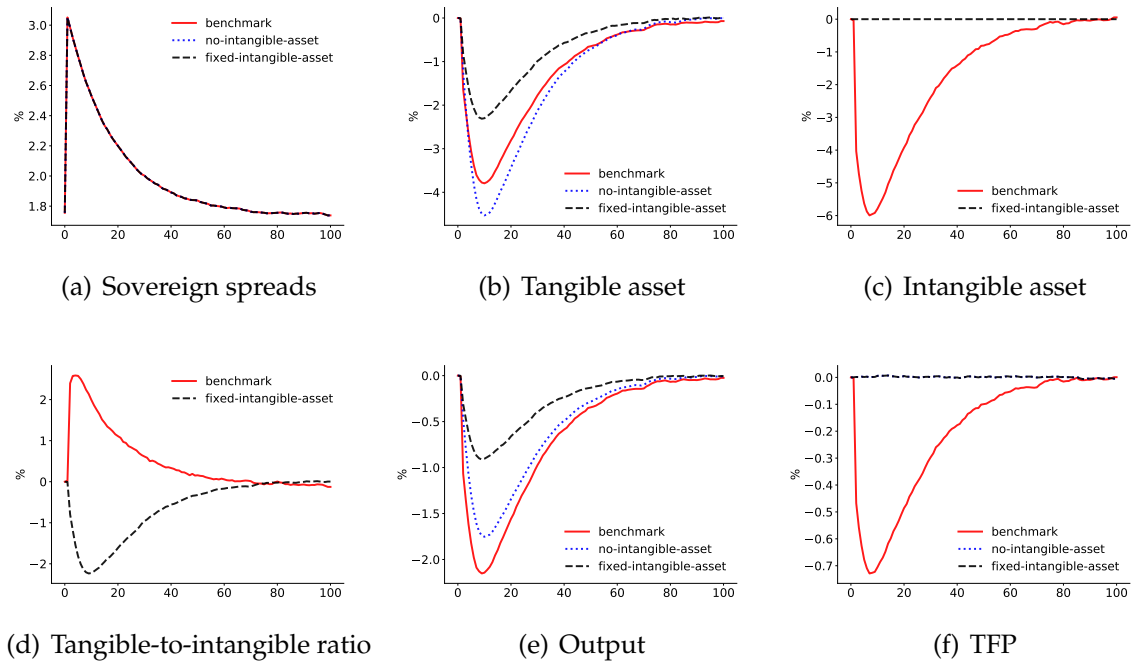 3.0
2.8
2.6
2.4
2.2
2.0
1.8
%
0 20 40 60 80 100
benchmark
no-intangible-asset
fixed-intangible-asset
(a) Sovereign spreads
0
−1
−2
−3
−4
%
0 20 40 60 80 100
benchmark
no-intangible-asset
fixed-intangible-asset
(b) Tangible asset
0
−1
−2
−3
−4
−5
−6
%
0 20 40 60 80 100
benchmark
fixed-intangible-asset
(c) Intangible asset
2
1
0
−1
−2
%
0 20 40 60 80 100
benchmark
fixed-intangible-asset
(d) Tangible-to-intangible ratio
0.0
−0.5
−1.0
−1.5
−2.0
%
0 20 40 60 80 100
benchmark
no-intangible-asset
fixed-intangible-asset
(e) Output
0.0
−0.1
−0.2
−0.3
−0.4
−0.5
−0.6
−0.7
%
0 20 40 60 80 100
benchmark
no-intangible-asset
fixed-intangible-asset
(f) TFP